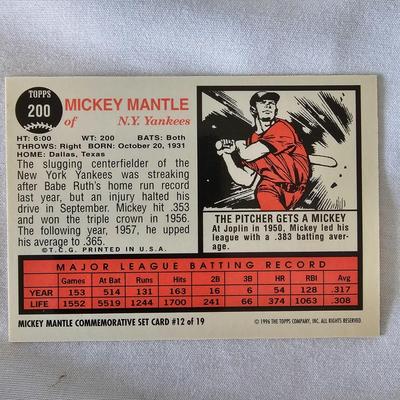 TOPPS
200
MICKEY MANTLE
of N.Y. Yankees
HT: 6:00 WT: 200 BATS: Both
THROWS: Right BORN: October 20, 1931
HOME: Dallas, Texas
The slugging centerfielder of the
New York Yankees was streaking
after Babe Ruth's home run record
last year, but an injury halted his
drive in September. Mickey hit .353
and won the triple crown in 1956.
The following year, 1957, he upped
his average to .365.
©T.C.G. PRINTED IN U.S.A.
THE PITCHER GETS A MICKEY
At Joplin in 1950, Mickey led his
league with a .383 batting aver-
age.
MAJOR LEAGUE BATTING RECORD
Games At Bat Runs Hits 2B 3B HR RBI Avg
YEAR 153 514 131 163 16 6 54 128 .317
LIFE 1552 5519 1244 1700 241 66 374 1063 .308
MICKEY MANTLE COMMEMORATIVE SET CARD #12 of 19
© 1996 THE TOPPS COMPANY, INC. ALL RIGHTS RESERVED.